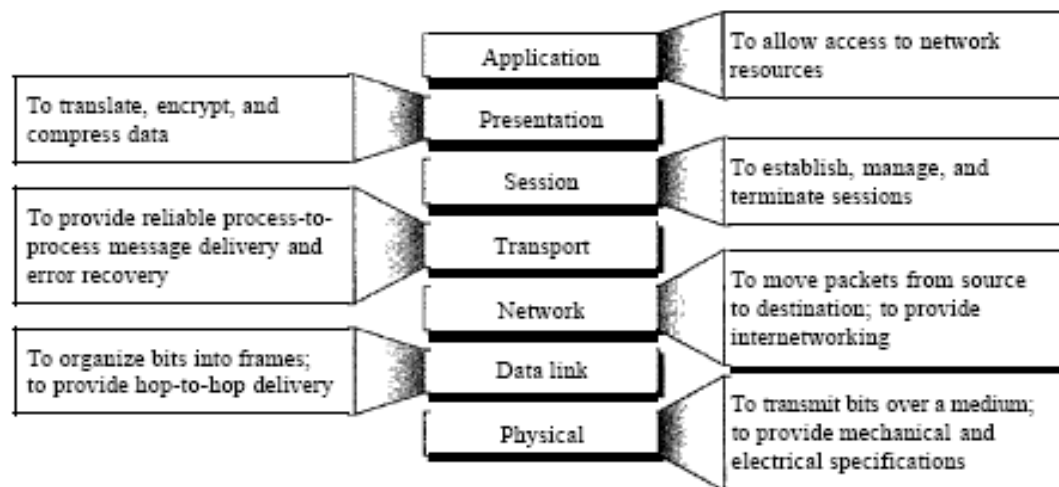 Application
To allow access to network
resources
To translate, encrypt, and
compress data
Presentation
Session
To establish, manage, and
terminate sessions
To provide reliable process-to-
process message delivery and
error recovery
Transport
Network
To move packets from source
to destination; to provide
internetworking
To organize bits into frames;
to provide hop-to-hop delivery
Data link
Physical
To transmit bits over a medium;
to provide mechanical and
electrical specifications